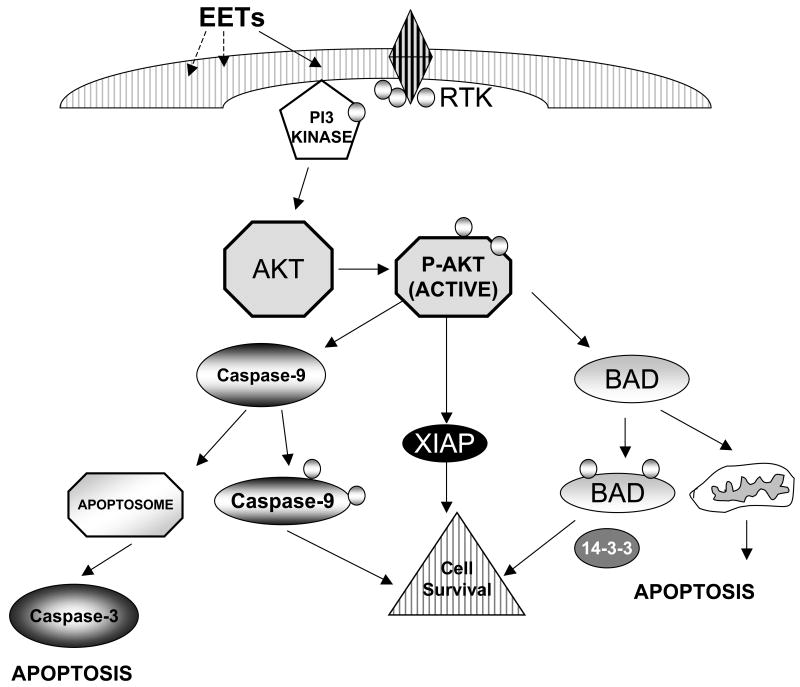 EETs
RTK
PI3
KINASE
AKT
P-AKT
(ACTIVE)
Caspase-9
BAD
XIAP
APOPTOSOME
Caspase-9
BAD
14-3-3
Cell
Survival
APOPTOSIS
Caspase-3
APOPTOSIS